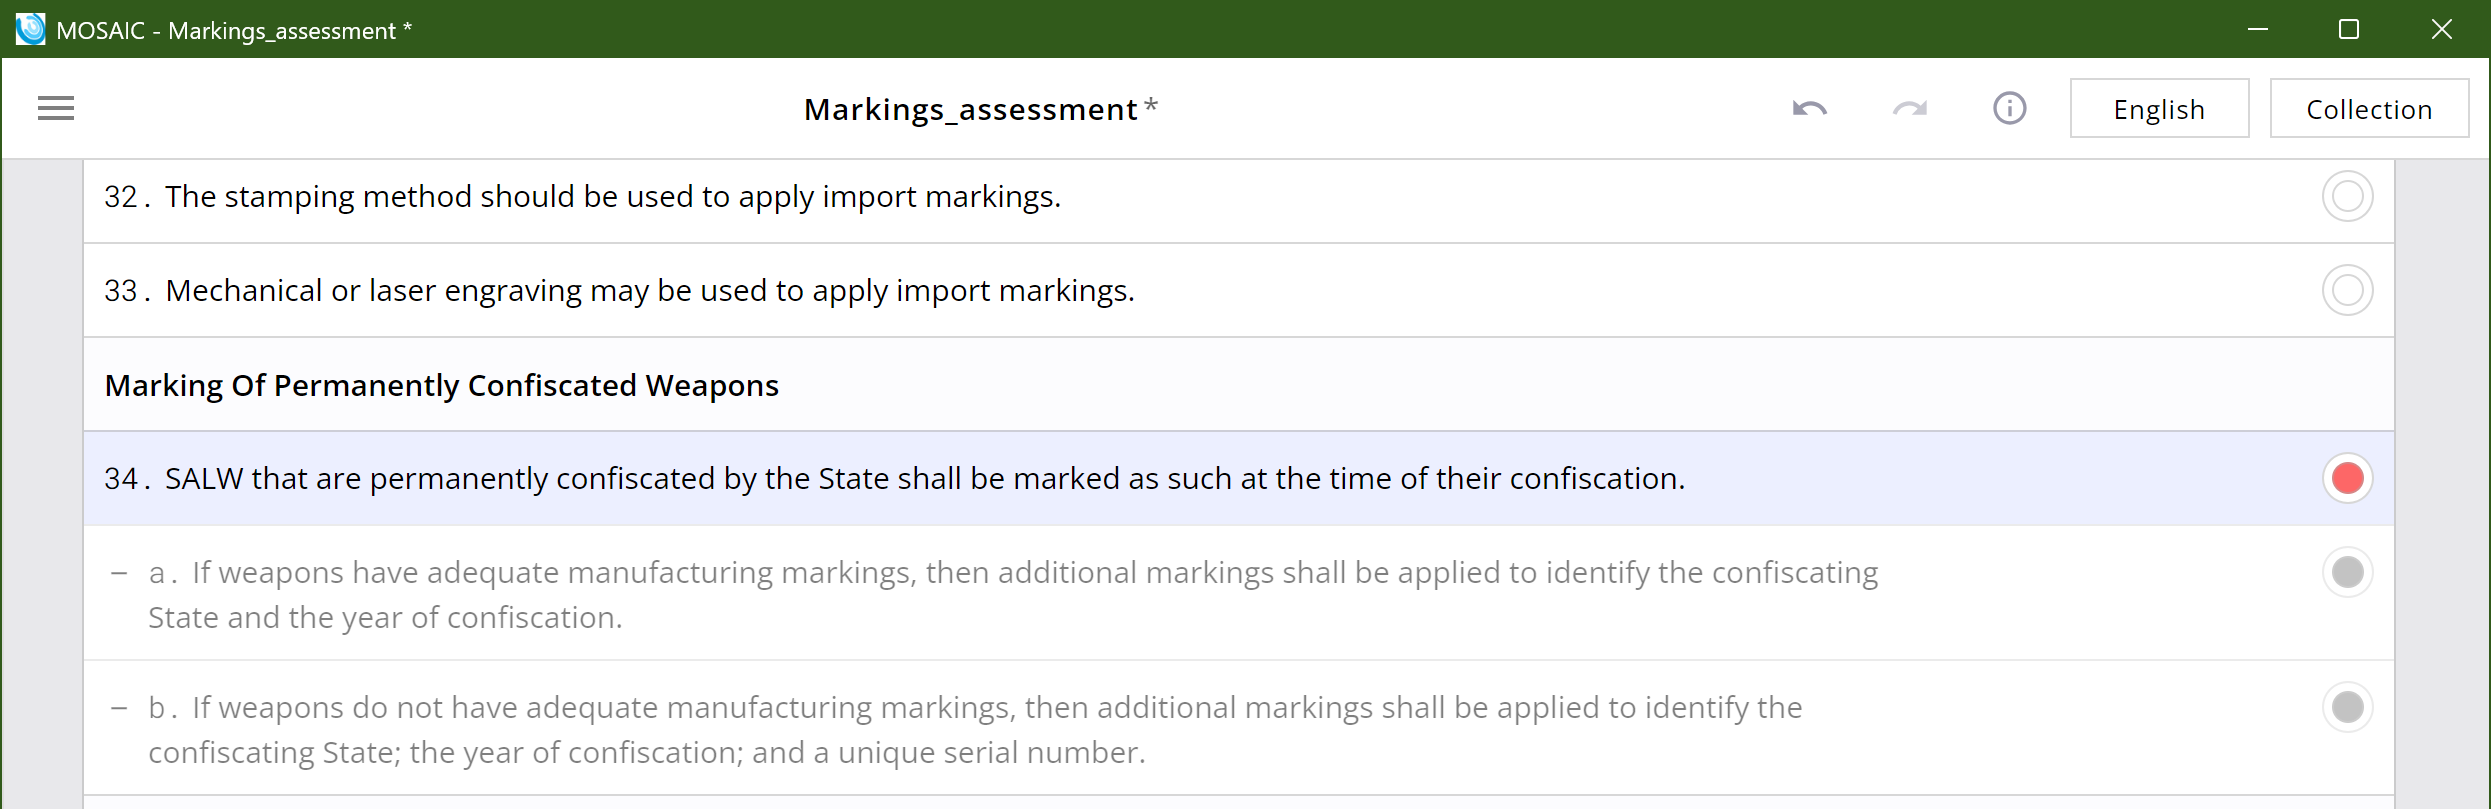 MOSAIC - Markings_assessment *
Markings_assessment *
English
Collection
32. The stamping method should be used to apply import markings.
33. Mechanical or laser engraving may be used to apply import markings.
Marking Of Permanently Confiscated Weapons
34. SALW that are permanently confiscated by the State shall be marked as such at the time of their confiscation.
– a. If weapons have adequate manufacturing markings, then additional markings shall be applied to identify the confiscating
State and the year of confiscation.
– b. If weapons do not have adequate manufacturing markings, then additional markings shall be applied to identify the
confiscating State; the year of confiscation; and a unique serial number.